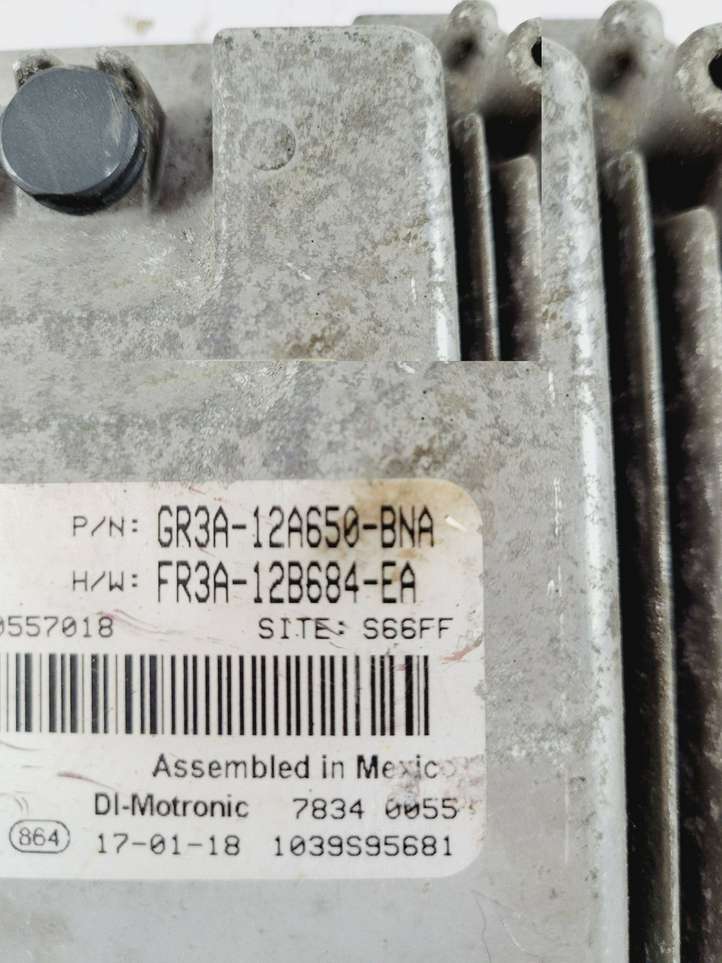 P/N: GR3A-12A650-BNA
H/W: FR3A-12B684-EA
0557018 SITE: S66FF
Assembled in Mexico
DI-Motronic 7834 0055
864 17-01-18 1039S95681